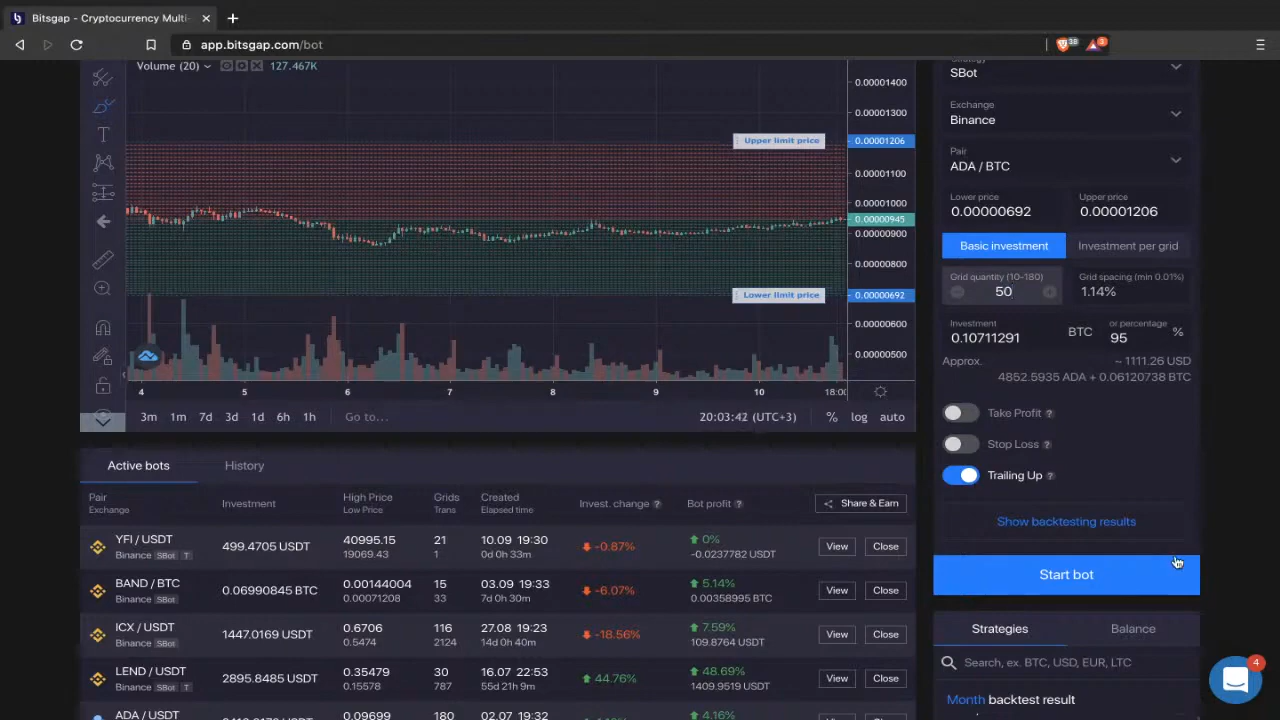 Bitsgap - Cryptocurrency Multi-
app.bitsgap.com/bot
38
3
Volume (20) 127.467K
0.00001400
0.00001300
Upper limit price 0.00001206
0.00001100
0.00001000
0.00000945
0.00000900
0.00000800
Lower limit price 0.00000692
0.00000600
0.00000500
4 5 6 7 8 9 10 18:00
3m 1m 7d 3d 1d 6h 1h Go to... 20:03:42 (UTC+3) % log auto
SBot
Exchange
Binance
Pair
ADA / BTC
Lower price Upper price
0.00000692 0.00001206
Basic investment Investment per grid
Grid quantity (10-180) Grid spacing (min 0.01%)
50 1.14%
Investment or percentage
0.10711291 BTC 95 %
Approx. ~ 1111.26 USD
4852.5935 ADA + 0.06120738 BTC
Take Profit ?
Stop Loss ?
Trailing Up ?
Show backtesting results
Start bot
Strategies Balance
Search, ex. BTC, USD, EUR, LTC
Month backtest result
4
Active bots History
Pair Exchange Investment High Price Low Price Grids Trans Created Elapsed time Invest. change ? Bot profit ? Share & Earn
YFI / USDT 499.4705 USDT 40995.15 21 10.09 19:30 -0.87% 0% View Close
Binance SBot T 19069.43 1 0d 0h 33m -0.0237782 USDT
BAND / BTC 0.06990845 BTC 0.00144004 15 03.09 19:33 -6.07% 5.14% View Close
Binance SBot 0.00071208 33 7d 0h 30m 0.00358995 BTC
ICX / USDT 1447.0169 USDT 0.6706 116 27.08 19:23 -18.56% 7.59% View Close
Binance SBot 0.5474 2124 14d 0h 40m 109.8764 USDT
LEND / USDT 2895.8485 USDT 0.35479 30 16.07 22:53 44.76% 48.69% View Close
Binance SBot T 0.15578 787 55d 21h 9m 1409.9519 USDT
ADA / USDT 0.09699 180 02.07 19:32 4.16%